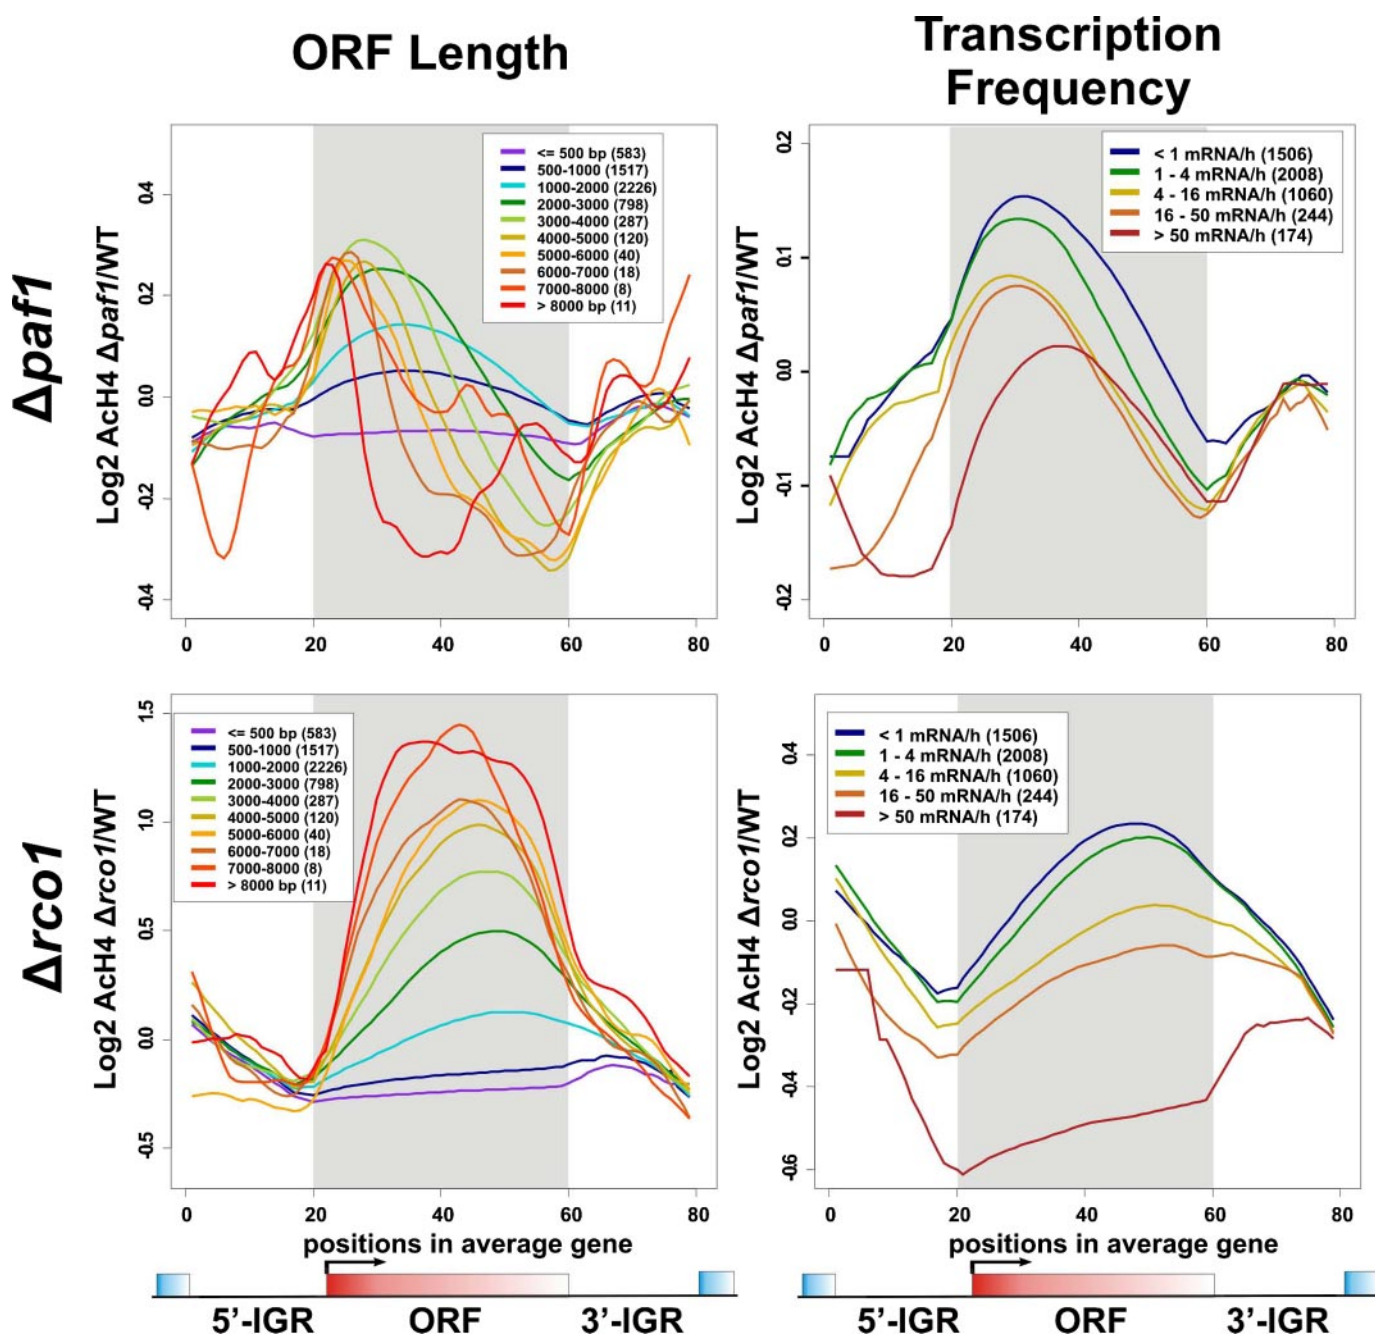 ORF Length
Transcription
Frequency
Δpaf1
Log2 AcH4 Δpaf1/WT
0.4
0.2
0.0
-0.2
-0.4
<= 500 bp (583)
500-1000 (1517)
1000-2000 (2226)
2000-3000 (798)
3000-4000 (287)
4000-5000 (120)
5000-6000 (40)
6000-7000 (18)
7000-8000 (8)
> 8000 bp (11)
0 20 40 60 80
Log2 AcH4 Δpaf1/WT
0.2
0.1
0.0
-0.1
-0.2
< 1 mRNA/h (1506)
1 - 4 mRNA/h (2008)
4 - 16 mRNA/h (1060)
16 - 50 mRNA/h (244)
> 50 mRNA/h (174)
0 20 40 60 80
Δrco1
Log2 AcH4 Δrco1/WT
1.5
1.0
0.5
0.0
-0.5
<= 500 bp (583)
500-1000 (1517)
1000-2000 (2226)
2000-3000 (798)
3000-4000 (287)
4000-5000 (120)
5000-6000 (40)
6000-7000 (18)
7000-8000 (8)
> 8000 bp (11)
0 20 40 60 80
positions in average gene
5'-IGR ORF 3'-IGR
Log2 AcH4 Δrco1/WT
0.4
0.2
0.0
-0.2
-0.4
-0.6
< 1 mRNA/h (1506)
1 - 4 mRNA/h (2008)
4 - 16 mRNA/h (1060)
16 - 50 mRNA/h (244)
> 50 mRNA/h (174)
0 20 40 60 80
positions in average gene
5'-IGR ORF 3'-IGR